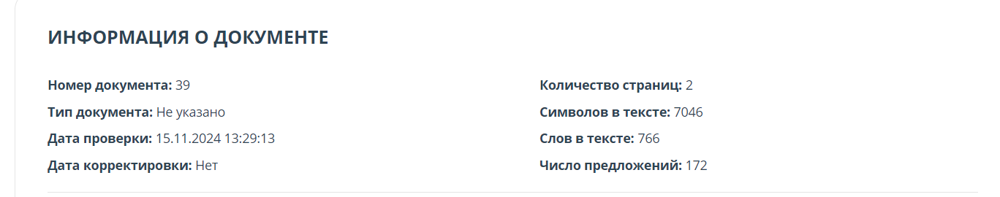 ИНФОРМАЦИЯ О ДОКУМЕНТЕ
Номер документа: 39
Тип документа: Не указано
Дата проверки: 15.11.2024 13:29:13
Дата корректировки: Нет
Количество страниц: 2
Символов в тексте: 7046
Слов в тексте: 766
Число предложений: 172